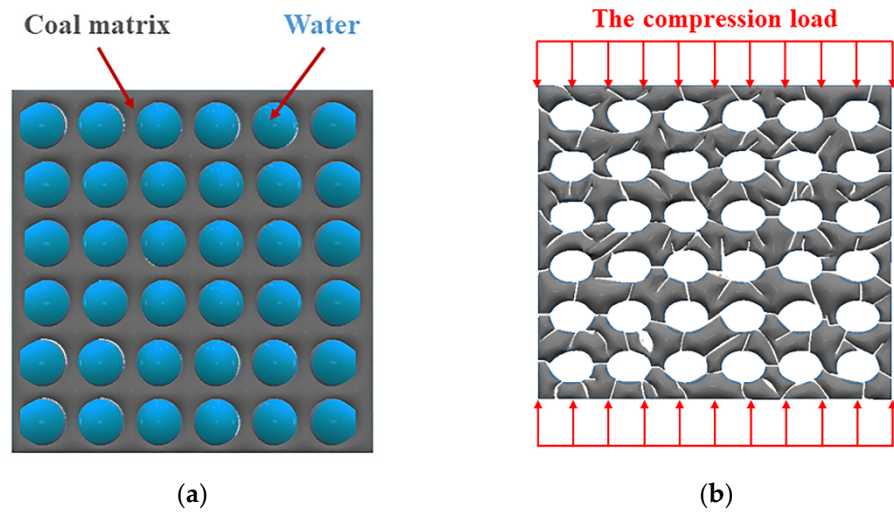 Coal matrix
Water
The compression load
(a)
(b)